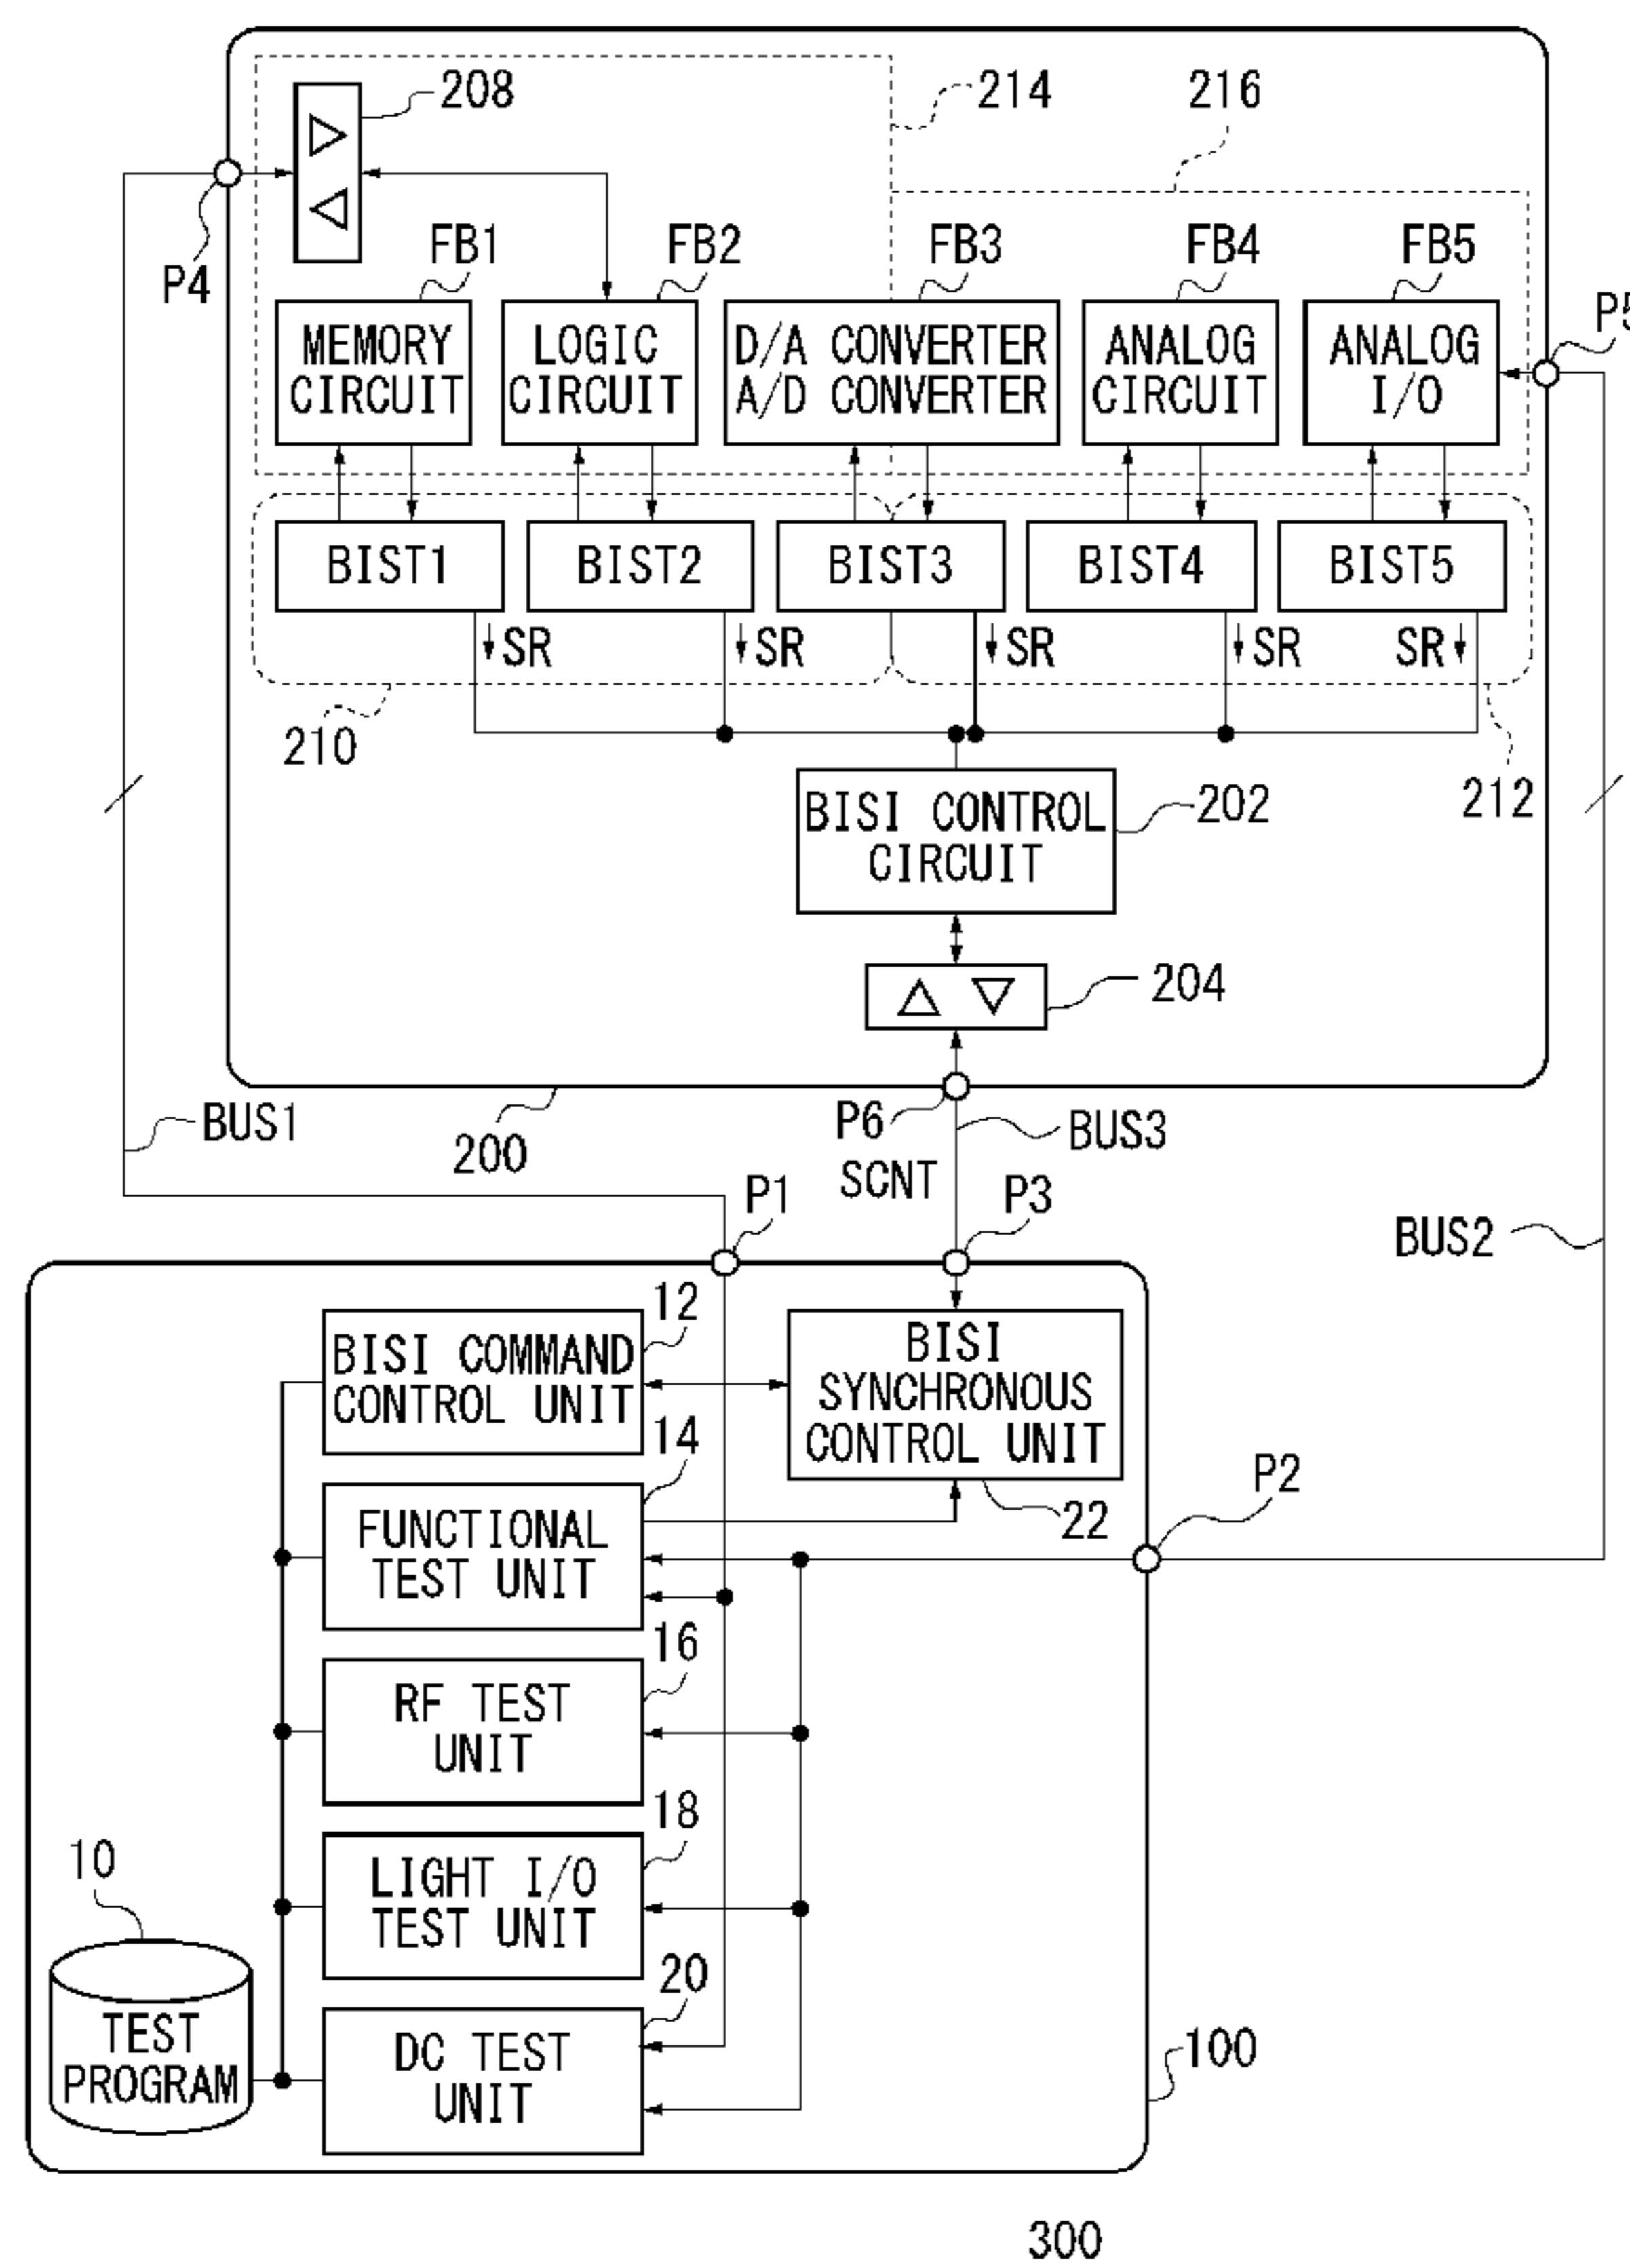 208
214
216
P4
FB1
FB2
FB3
FB4
FB5
P5
MEMORY
CIRCUIT
LOGIC
CIRCUIT
D/A CONVERTER
A/D CONVERTER
ANALOG
CIRCUIT
ANALOG
I/O
BIST1
BIST2
BIST3
BIST4
BIST5
SR
SR
SR
SR
SR
210
212
BISI CONTROL
CIRCUIT
202
204
BUS1
200
P6
BUS3
SCNT
P1
P3
BUS2
12
BISI COMMAND
CONTROL UNIT
BISI
SYNCHRONOUS
CONTROL UNIT
14
22
P2
FUNCTIONAL
TEST UNIT
16
RF TEST
UNIT
18
LIGHT I/O
TEST UNIT
10
20
TEST
PROGRAM
DC TEST
UNIT
100
300